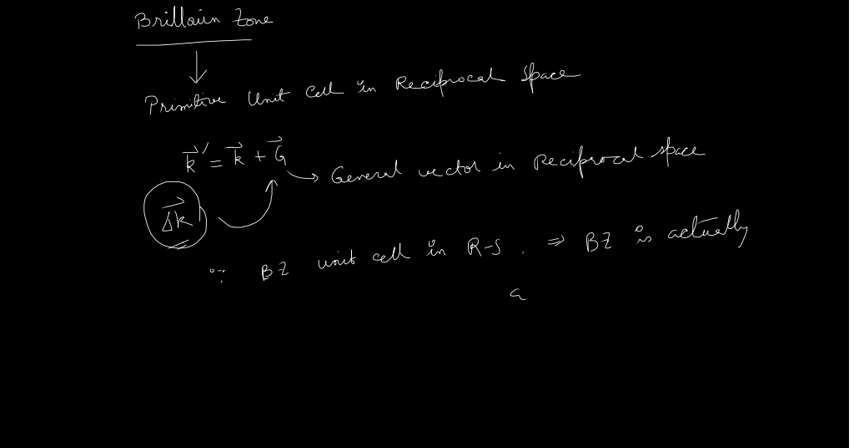 Brillouin Zone
Primitive Unit Cell in Reciprocal Space
k⃗′ = k⃗ + G⃗ → General vector in Reciprocal space
Δk⃗
∵ BZ unit cell in R-S. ⇒ BZ is actually
a